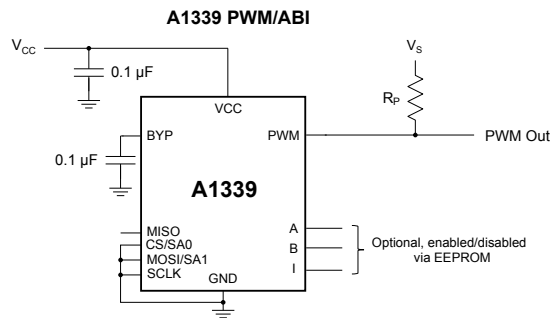 A1339 PWM/ABI
VCC
0.1 µF
VS
RP
VCC
BYP
PWM
PWM Out
0.1 µF
A1339
A
B
I
Optional, enabled/disabled
via EEPROM
MISO
CS/SA0
MOSI/SA1
SCLK
GND